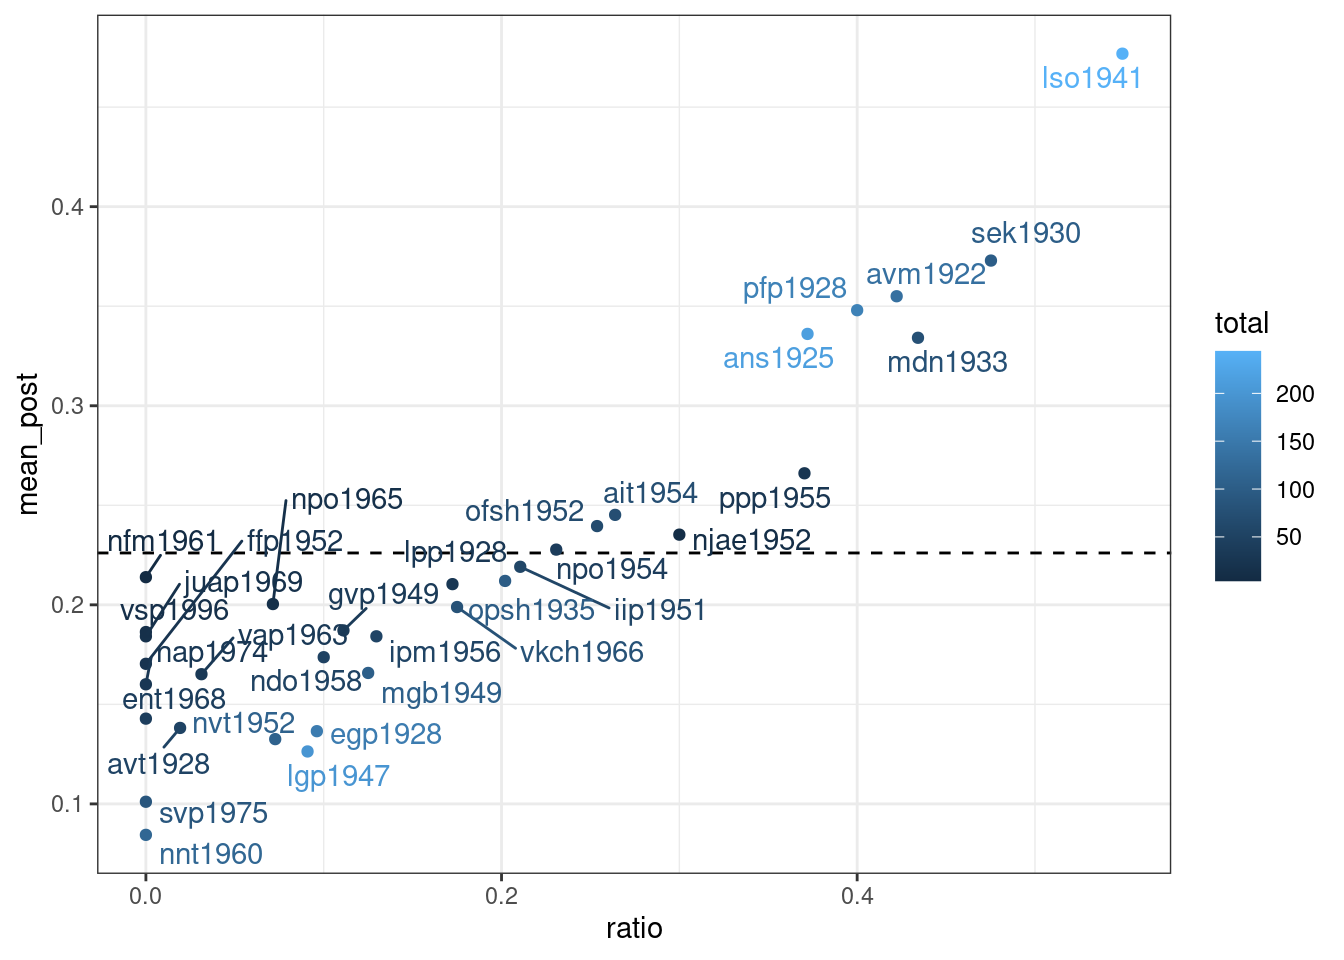 lso1941
sek1930
avm1922
pfp1928
ans1925
mdn1933
ppp1955
ait1954
ofsh1952
npo1965
njae1952
nfm1961
ffp1952
lpp1928
npo1954
juap1969
gvp1949
vsp1996
opsh1935
iip1951
vap1963
nap1974
ipm1956
vkch1966
ndo1958
mgb1949
ent1968
nvt1952
egp1928
avt1928
lgp1947
svp1975
nnt1960
0.4
0.3
0.2
0.1
mean_post
0.0
0.2
0.4
ratio
total
200
150
100
50